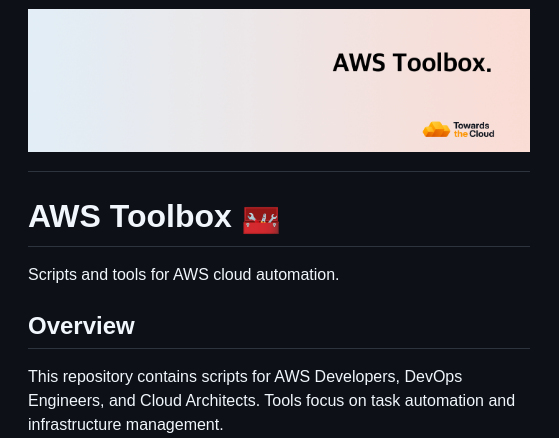 AWS Toolbox.
Towards
the Cloud
AWS Toolbox 🧰
Scripts and tools for AWS cloud automation.
Overview
This repository contains scripts for AWS Developers, DevOps
Engineers, and Cloud Architects. Tools focus on task automation and
infrastructure management.